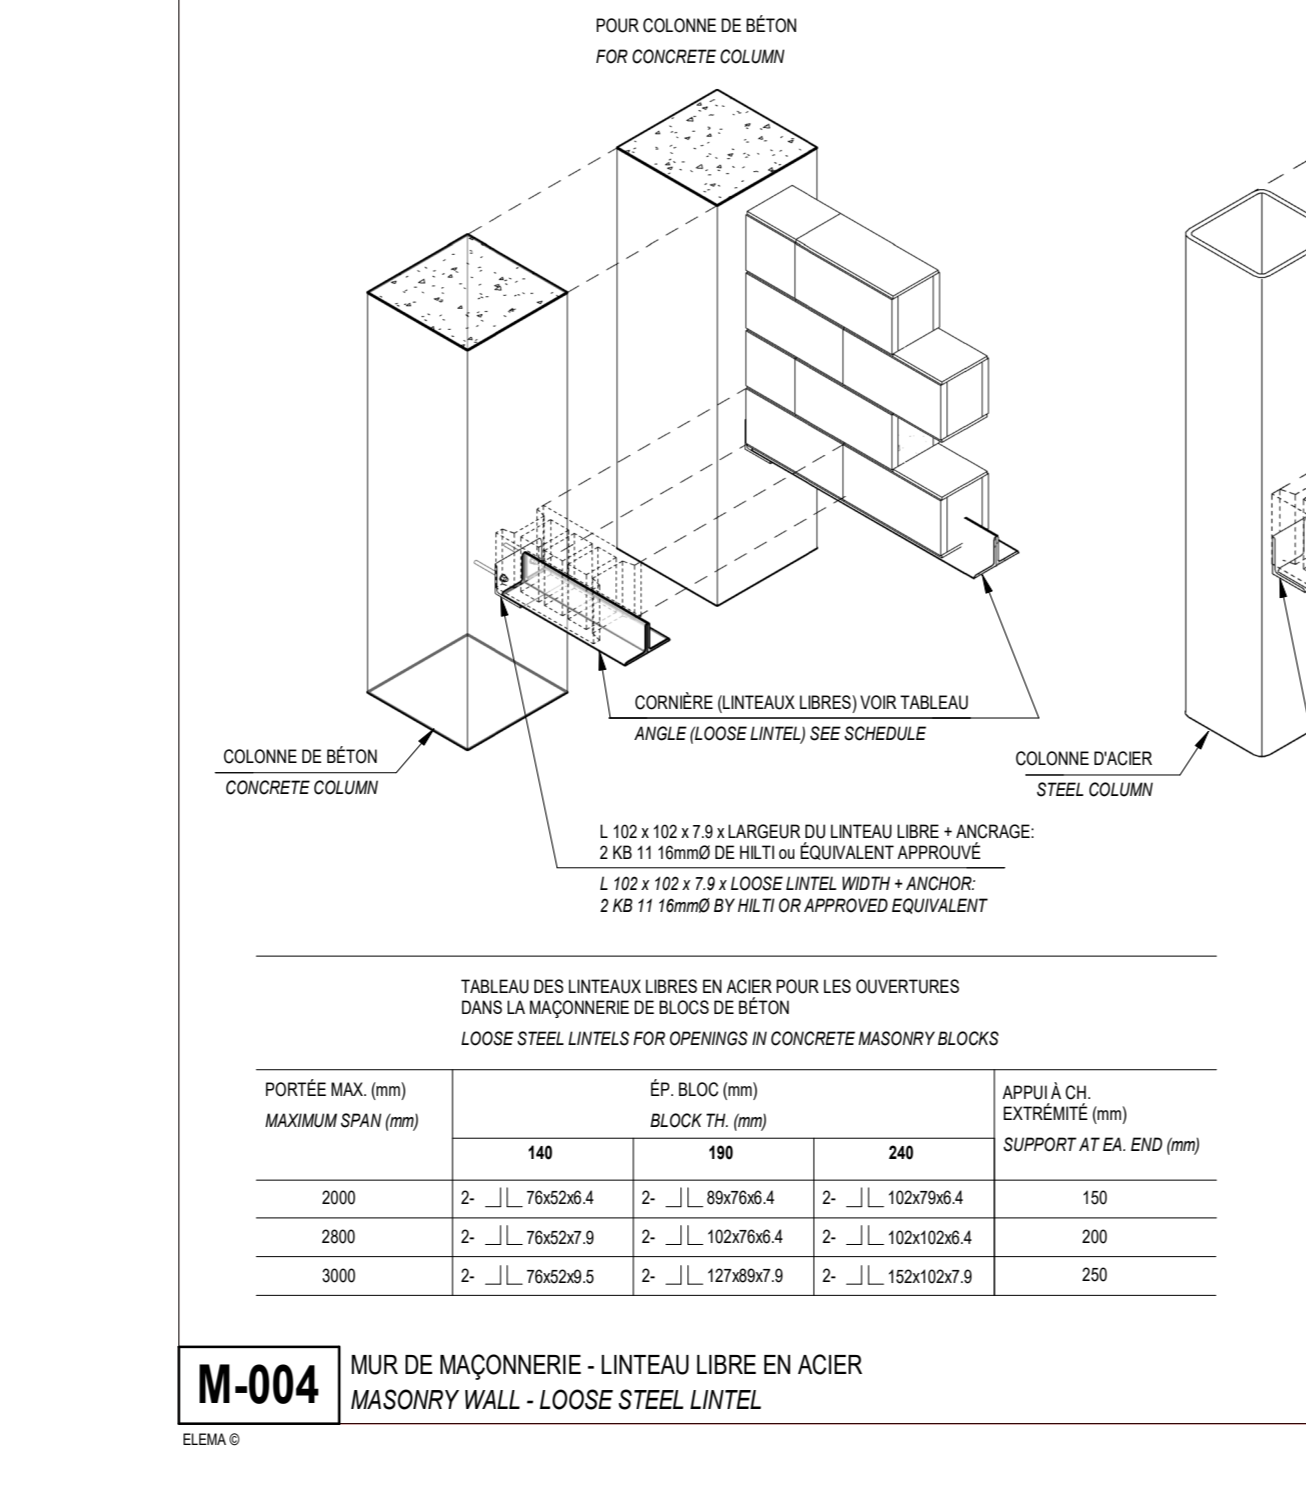 POUR COLONNE DE BÉTON
FOR CONCRETE COLUMN
CORNIÈRE (LINTEAUX LIBRES) VOIR TABLEAU
ANGLE (LOOSE LINTEL) SEE SCHEDULE
COLONNE DE BÉTON
CONCRETE COLUMN
COLONNE D'ACIER
STEEL COLUMN
L 102 x 102 x 7.9 x LARGEUR DU LINTEAU LIBRE + ANCRAGE:
2 KB 11 16mmØ DE HILTI ou ÉQUIVALENT APPROUVÉ
L 102 x 102 x 7.9 x LOOSE LINTEL WIDTH + ANCHOR:
2 KB 11 16mmØ BY HILTI OR APPROVED EQUIVALENT
TABLEAU DES LINTEAUX LIBRES EN ACIER POUR LES OUVERTURES
DANS LA MAÇONNERIE DE BLOCS DE BÉTON
LOOSE STEEL LINTELS FOR OPENINGS IN CONCRETE MASONRY BLOCKS
PORTÉE MAX. (mm)
MAXIMUM SPAN (mm)
ÉP. BLOC (mm)
BLOCK TH. (mm)
APPUI À CH.
EXTRÉMITÉ (mm)
SUPPORT AT EA. END (mm)
140 190 240
2000 2- 76x52x6.4 2- 89x76x6.4 2- 102x79x6.4 150
2800 2- 76x52x7.9 2- 102x76x6.4 2- 102x102x6.4 200
3000 2- 76x52x9.5 2- 127x89x7.9 2- 152x102x7.9 250
M-004
MUR DE MAÇONNERIE - LINTEAU LIBRE EN ACIER
MASONRY WALL - LOOSE STEEL LINTEL
ELEMA ©